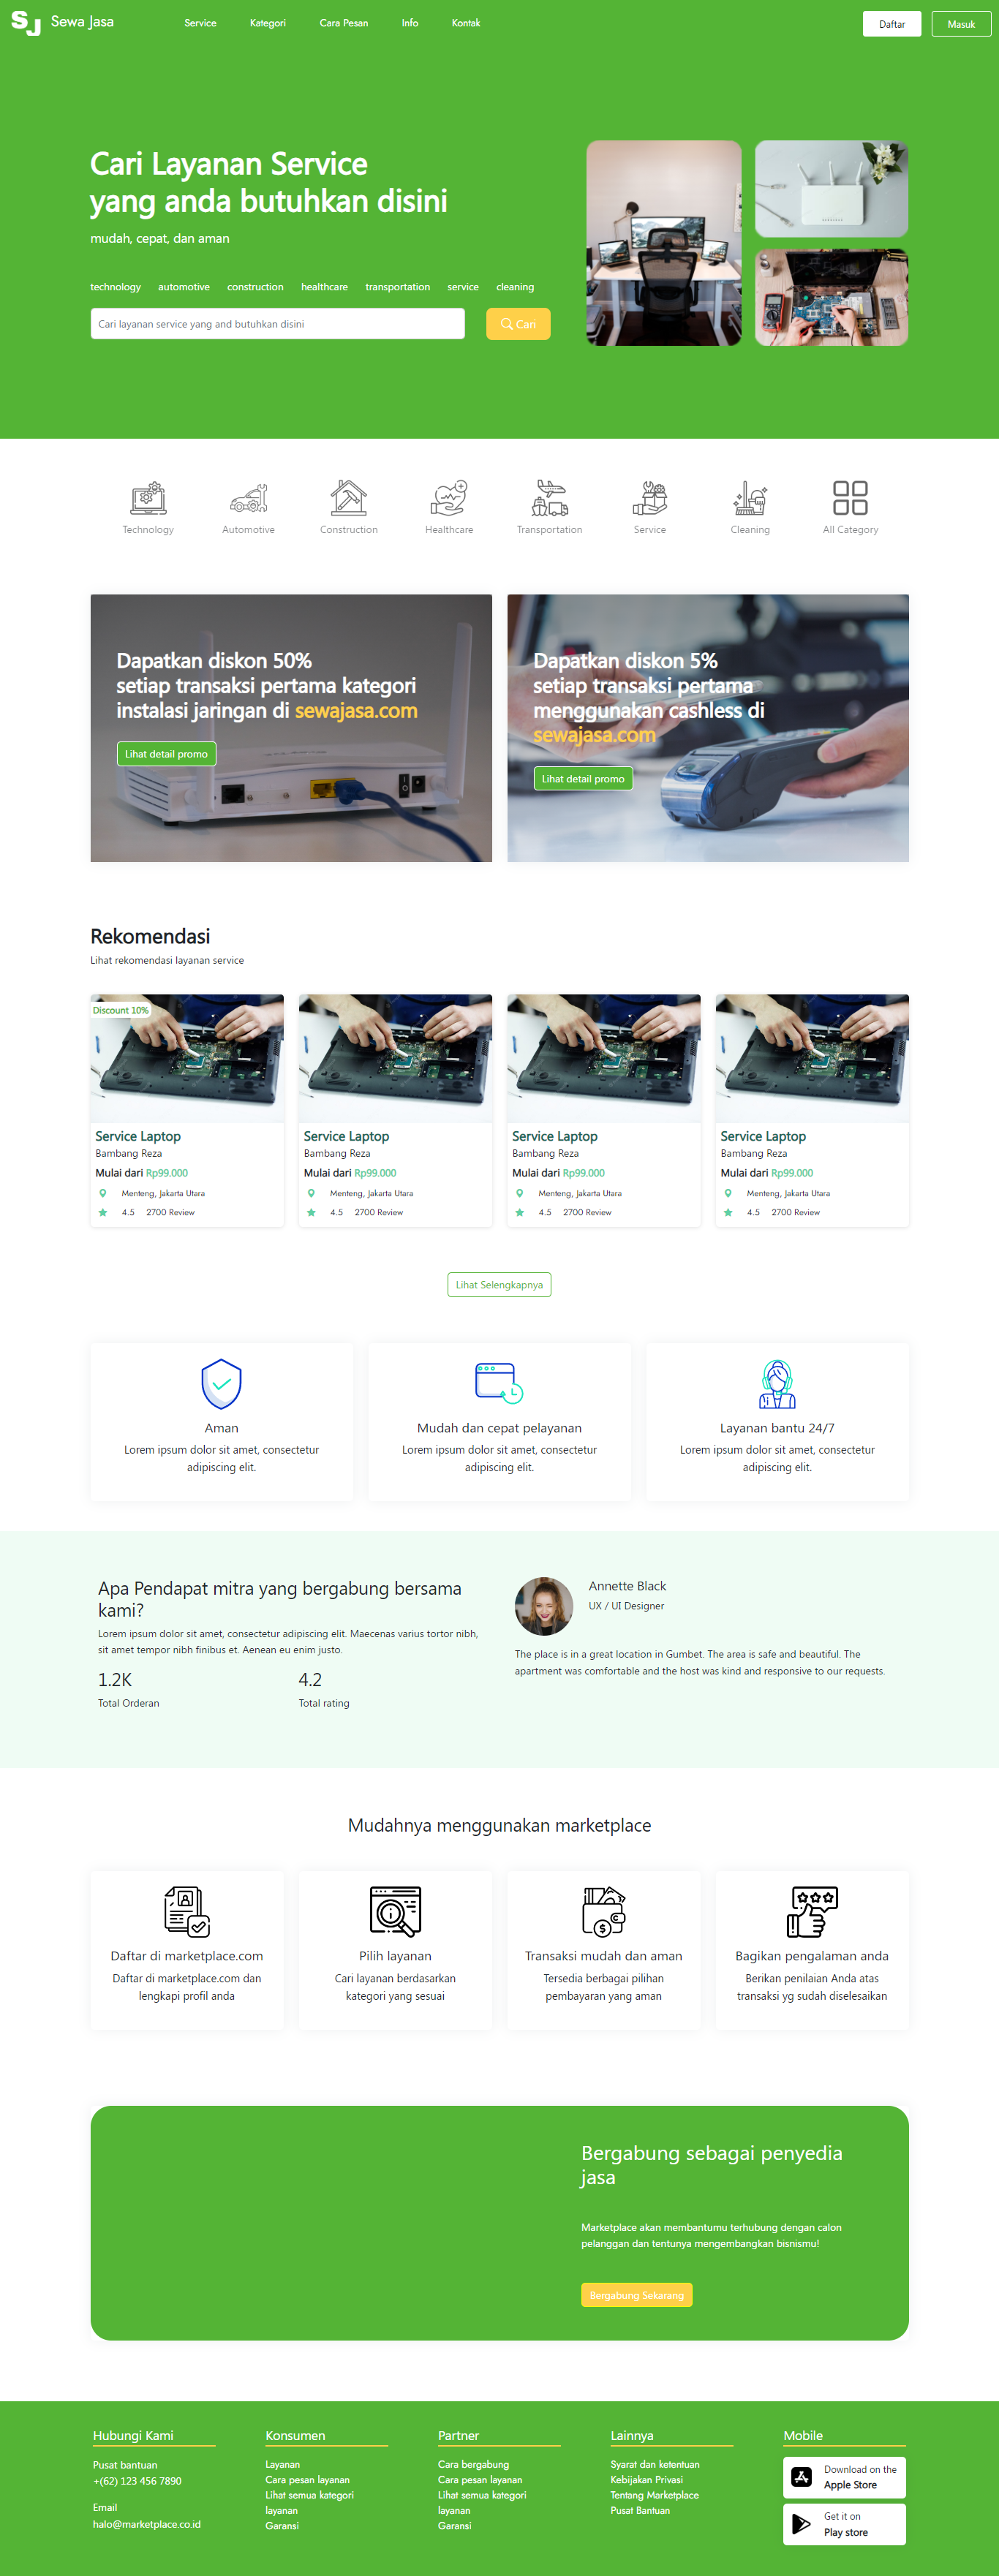 SJ Sewa Jasa Service Kategori Cara Pesan Info Kontak Daftar Masuk
Cari Layanan Service
yang anda butuhkan disini
mudah, cepat, dan aman
technology automotive construction healthcare transportation service cleaning
Cari layanan service yang and butuhkan disini Cari
Technology Automotive Construction Healthcare Transportation Service Cleaning All Category
Dapatkan diskon 50%
setiap transaksi pertama kategori
instalasi jaringan di sewajasa.com
Lihat detail promo
Dapatkan diskon 5%
setiap transaksi pertama
menggunakan cashless di
sewajasa.com
Lihat detail promo
Rekomendasi
Lihat rekomendasi layanan service
Discount 10%
Service Laptop
Bambang Reza
Mulai dari Rp99.000
Menteng, Jakarta Utara
4.5 2700 Review
Service Laptop
Bambang Reza
Mulai dari Rp99.000
Menteng, Jakarta Utara
4.5 2700 Review
Service Laptop
Bambang Reza
Mulai dari Rp99.000
Menteng, Jakarta Utara
4.5 2700 Review
Service Laptop
Bambang Reza
Mulai dari Rp99.000
Menteng, Jakarta Utara
4.5 2700 Review
Lihat Selengkapnya
Aman
Lorem ipsum dolor sit amet, consectetur
adipiscing elit.
Mudah dan cepat pelayanan
Lorem ipsum dolor sit amet, consectetur
adipiscing elit.
Layanan bantu 24/7
Lorem ipsum dolor sit amet, consectetur
adipiscing elit.
Apa Pendapat mitra yang bergabung bersama
kami?
Lorem ipsum dolor sit amet, consectetur adipiscing elit. Maecenas varius tortor nibh,
sit amet tempor nibh finibus et. Aenean eu enim justo.
1.2K 4.2
Total Orderan Total rating
Annette Black
UX / UI Designer
The place is in a great location in Gumbet. The area is safe and beautiful. The
apartment was comfortable and the host was kind and responsive to our requests.
Mudahnya menggunakan marketplace
Daftar di marketplace.com
Daftar di marketplace.com dan
lengkapi profil anda
Pilih layanan
Cari layanan berdasarkan
kategori yang sesuai
Transaksi mudah dan aman
Tersedia berbagai pilihan
pembayaran yang aman
Bagikan pengalaman anda
Berikan penilaian Anda atas
transaksi yg sudah diselesaikan
Bergabung sebagai penyedia
jasa
Marketplace akan membantumu terhubung dengan calon
pelanggan dan tentunya mengembangkan bisnismu!
Bergabung Sekarang
Hubungi Kami
Pusat bantuan
+(62) 123 456 7890
Email
halo@marketplace.co.id
Konsumen
Layanan
Cara pesan layanan
Lihat semua kategori
layanan
Garansi
Partner
Cara bergabung
Cara pesan layanan
Lihat semua kategori
layanan
Garansi
Lainnya
Syarat dan ketentuan
Kebijakan Privasi
Tentang Marketplace
Pusat Bantuan
Mobile
Download on the
Apple Store
Get it on
Play store